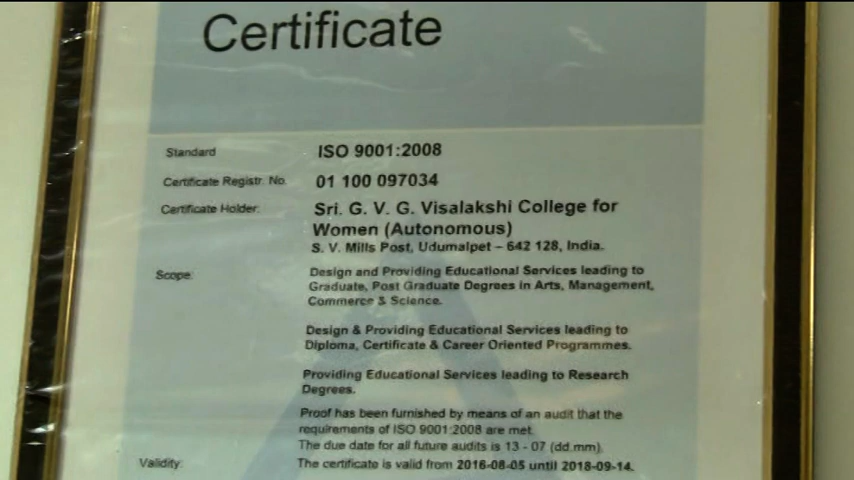 Certificate
Standard ISO 9001:2008
Certificate Registr. No. 01 100 097034
Certificate Holder: Sri. G. V. G. Visalakshi College for
Women (Autonomous)
S. V. Mills Post, Udumalpet – 642 128, India.
Scope: Design and Providing Educational Services leading to
Graduate, Post Graduate Degrees in Arts, Management,
Commerce & Science.
Design & Providing Educational Services leading to
Diploma, Certificate & Career Oriented Programmes.
Providing Educational Services leading to Research
Degrees.
Proof has been furnished by means of an audit that the
requirements of ISO 9001:2008 are met.
The due date for all future audits is 13 - 07 (dd.mm).
Validity: The certificate is valid from 2016-08-05 until 2018-09-14.